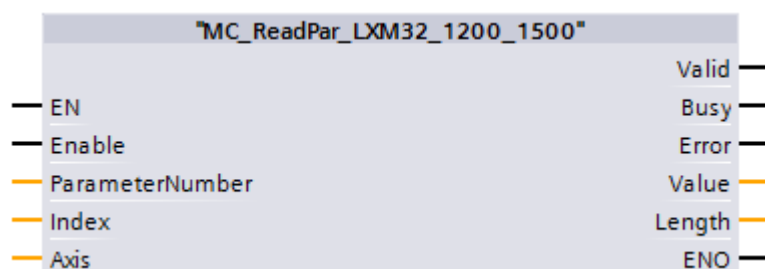 "MC_ReadPar_LXM32_1200_1500"
Valid
EN Busy
Enable Error
ParameterNumber Value
Index Length
Axis ENO